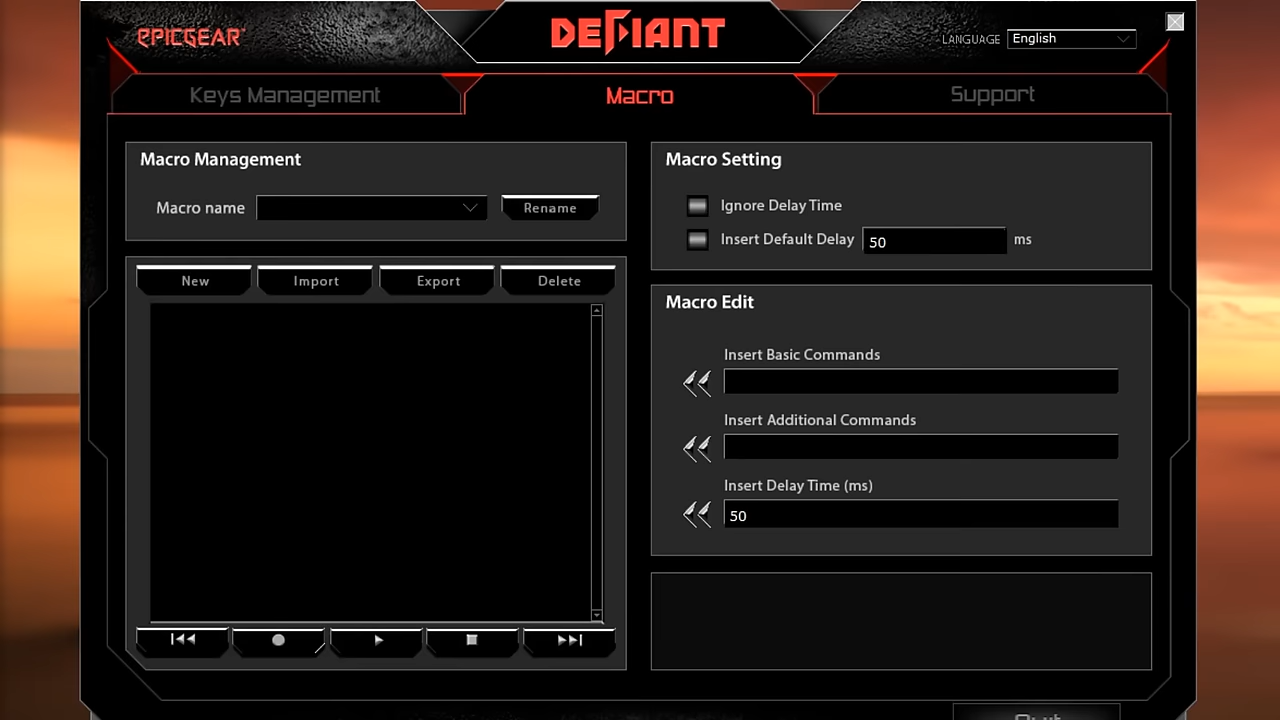 EPICGEAR
DEFIANT
LANGUAGE English
Keys Management
Macro
Support
Macro Management
Macro name
Rename
New
Import
Export
Delete
Macro Setting
Ignore Delay Time
Insert Default Delay 50 ms
Macro Edit
Insert Basic Commands
Insert Additional Commands
Insert Delay Time (ms)
50